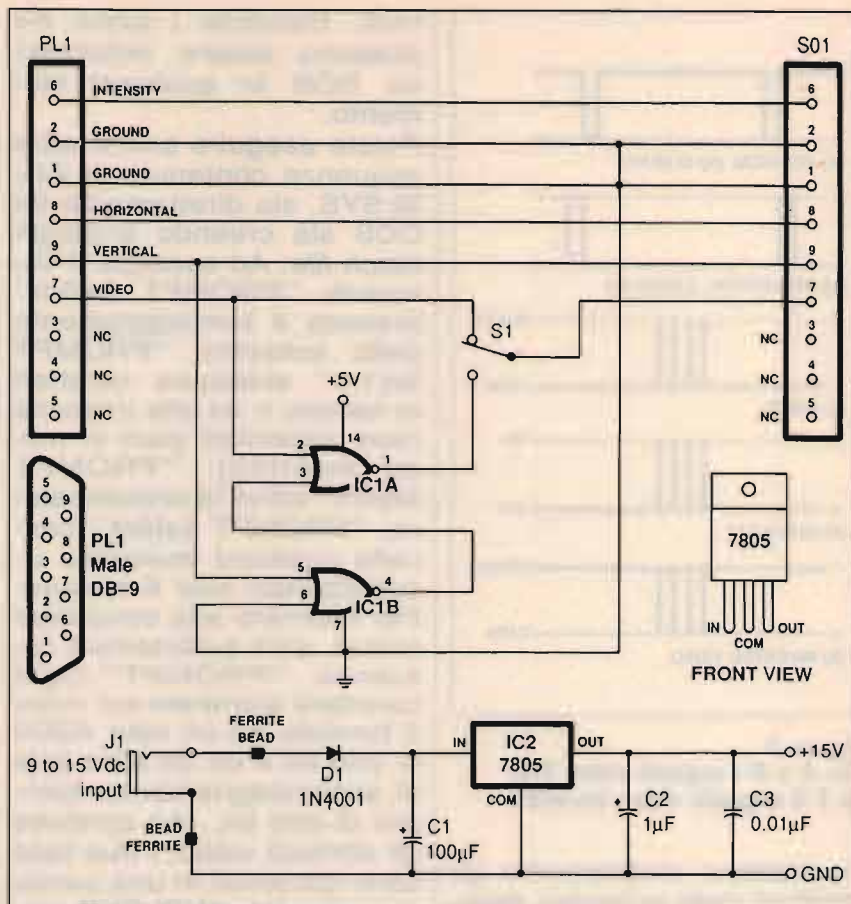 PL1
S01
6
INTENSITY
6
2
GROUND
2
1
GROUND
1
8
HORIZONTAL
8
9
VERTICAL
9
7
VIDEO
7
S1
3
NC
NC
3
4
NC
NC
4
5
NC
NC
5
+5V
14
2
3
1
IC1A
5
6
4
IC1B
7
5
9
4
8
3
7
2
6
1
PL1
Male
DB-9
7805
IN
COM
OUT
FRONT VIEW
J1
9 to 15 Vdc
input
FERRITE
BEAD
D1
1N4001
IN
IC2
7805
OUT
COM
+15V
BEAD
FERRITE
+
C1
100µF
+
C2
1µF
C3
0.01µF
GND